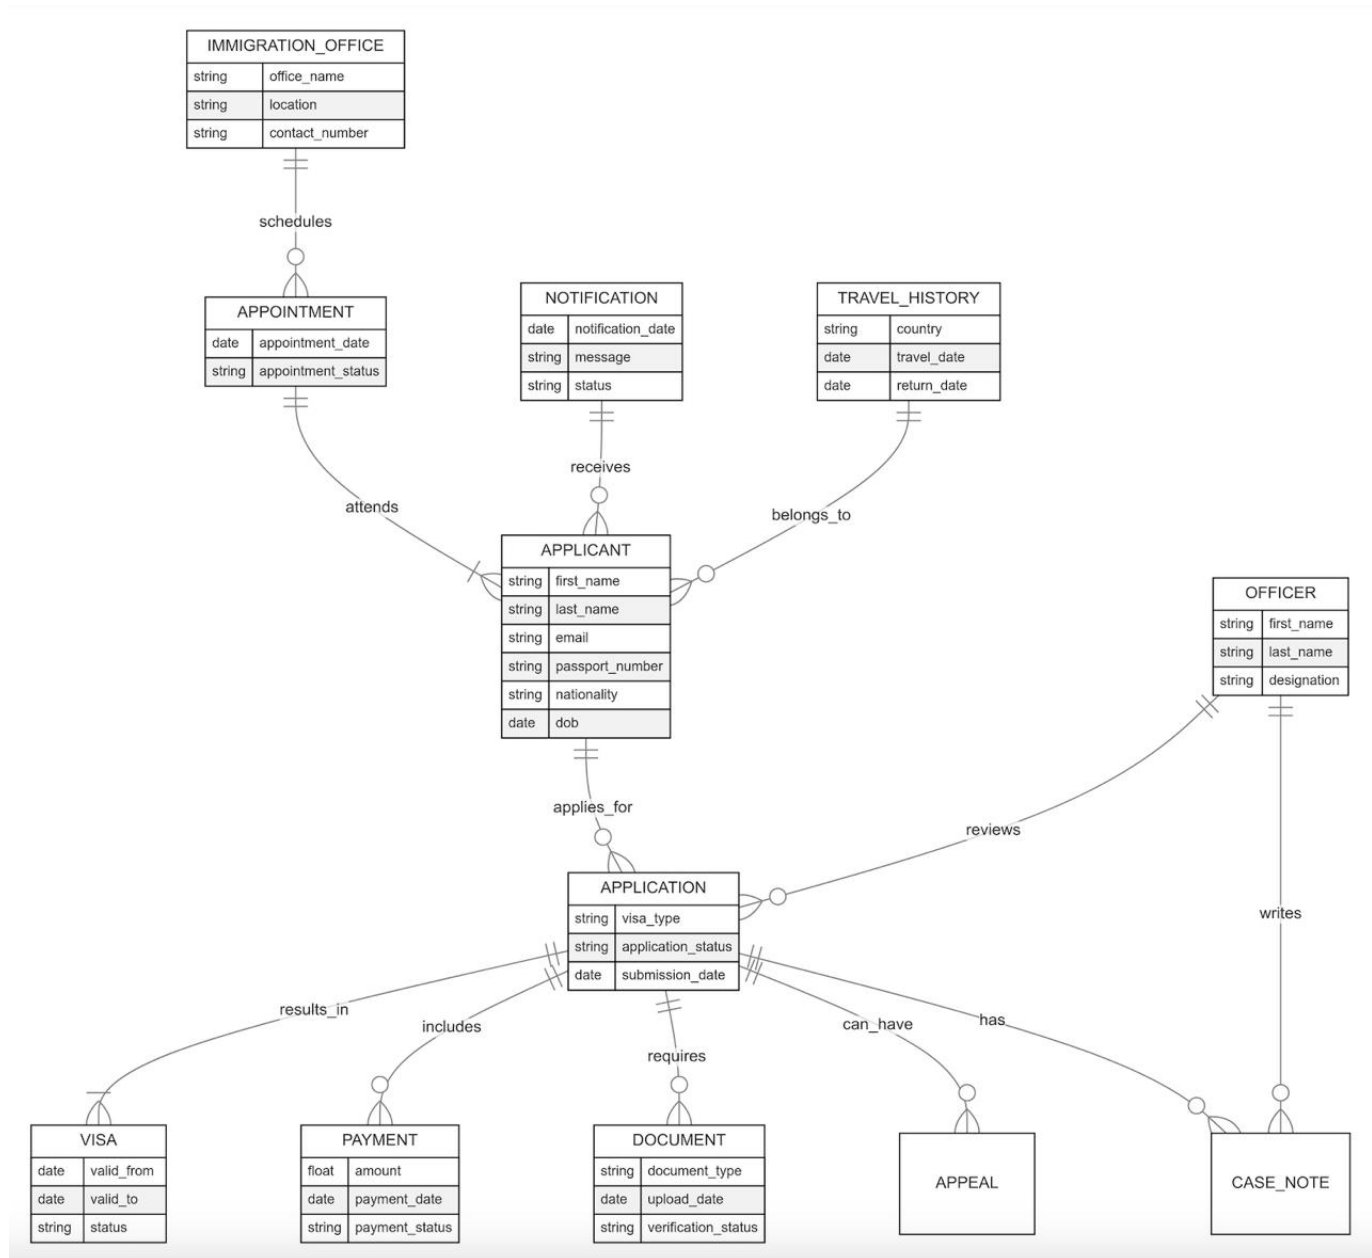 IMMIGRATION_OFFICE
string office_name
string location
string contact_number
schedules
APPOINTMENT
date appointment_date
string appointment_status
NOTIFICATION
date notification_date
string message
string status
TRAVEL_HISTORY
string country
date travel_date
date return_date
attends
receives
belongs_to
APPLICANT
string first_name
string last_name
string email
string passport_number
string nationality
date dob
OFFICER
string first_name
string last_name
string designation
applies_for
reviews
writes
APPLICATION
string visa_type
string application_status
date submission_date
results_in
includes
requires
can_have
has
VISA
date valid_from
date valid_to
string status
PAYMENT
float amount
date payment_date
string payment_status
DOCUMENT
string document_type
date upload_date
string verification_status
APPEAL
CASE_NOTE